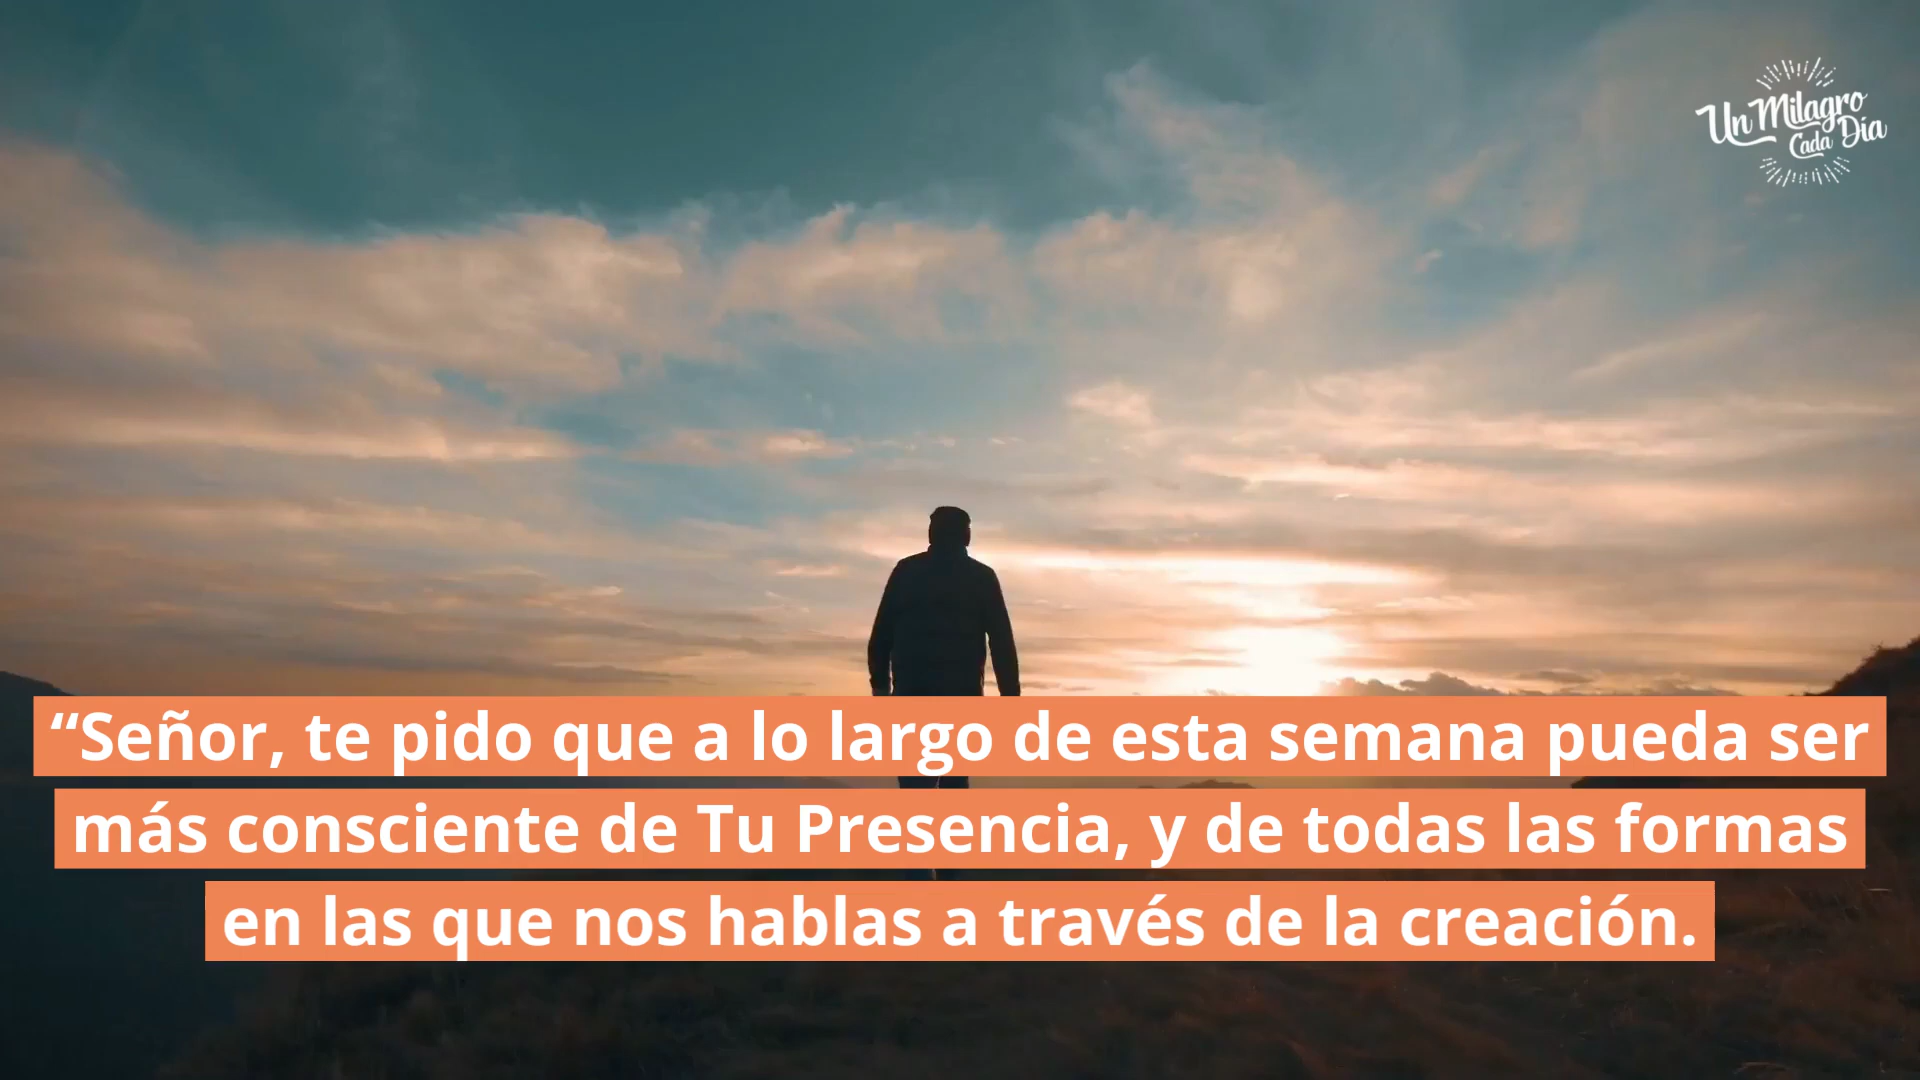 Un Milagro
Cada Día
“Señor, te pido que a lo largo de esta semana pueda ser
más consciente de Tu Presencia, y de todas las formas
en las que nos hablas a través de la creación.